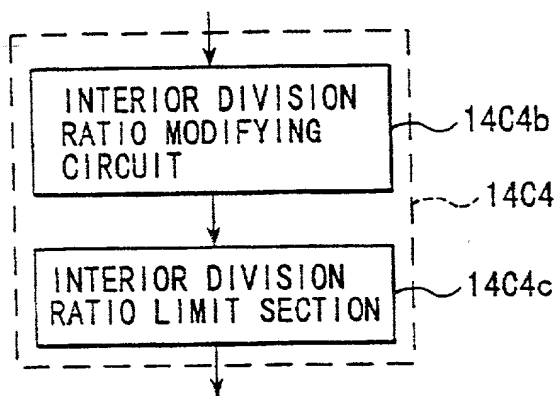 INTERIOR DIVISION
RATIO MODIFYING
CIRCUIT
14C4b
14C4
INTERIOR DIVISION
RATIO LIMIT SECTION
14C4c